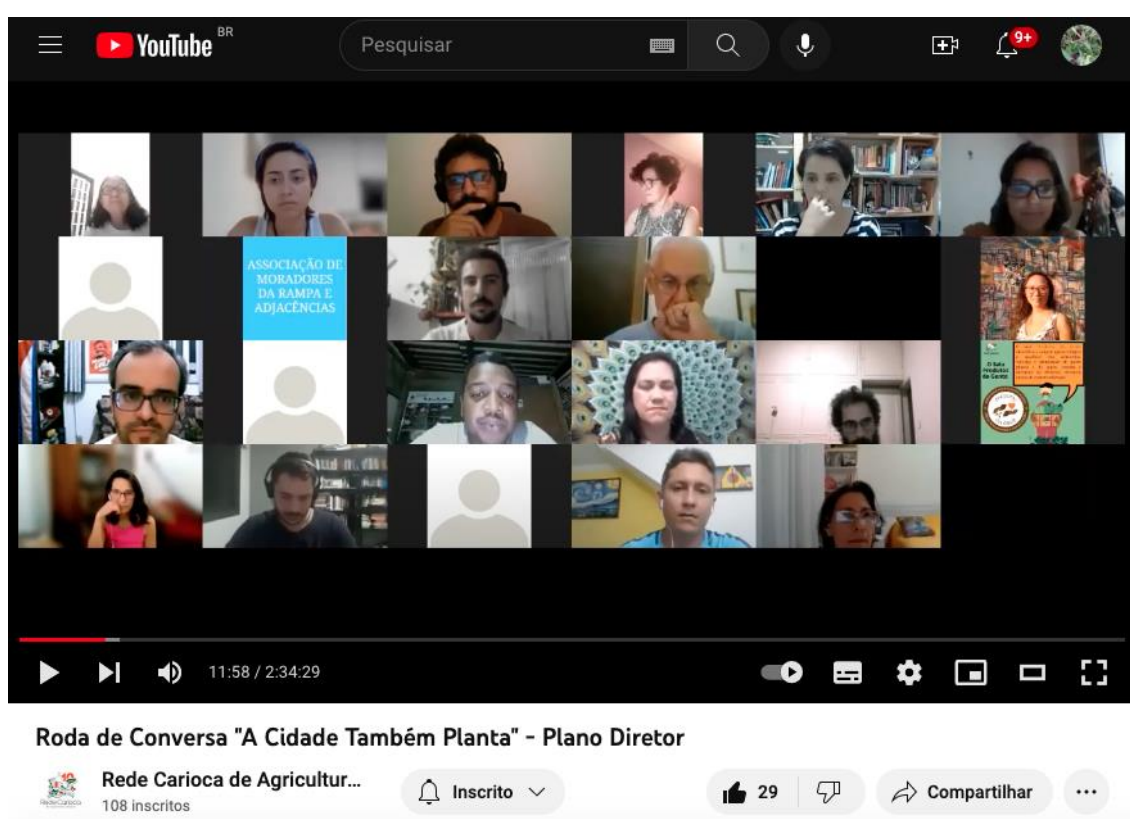 YouTube BR
Pesquisar
9+
ASSOCIAÇÃO DE
MORADORES
DA RAMPA E
ADJACÊNCIAS
11:58 / 2:34:29
Roda de Conversa "A Cidade Também Planta" - Plano Diretor
Rede Carioca de Agricultur...
108 inscritos
Inscrito
29
Compartilhar